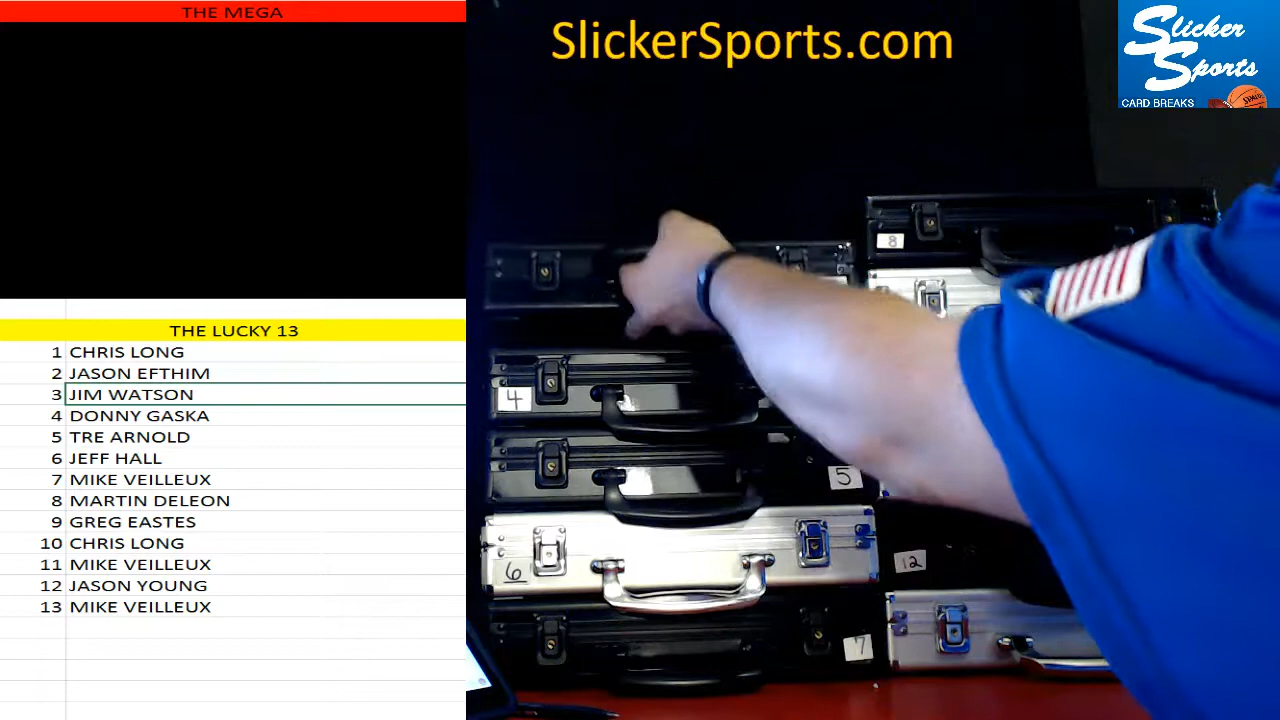 THE MEGA
SlickerSports.com
Slicker
Sports
CARD BREAKS
SPALDING
THE LUCKY 13
1 CHRIS LONG
2 JASON EFTHIM
3 JIM WATSON
4 DONNY GASKA
5 TRE ARNOLD
6 JEFF HALL
7 MIKE VEILLEUX
8 MARTIN DELEON
9 GREG EASTES
10 CHRIS LONG
11 MIKE VEILLEUX
12 JASON YOUNG
13 MIKE VEILLEUX
8
4
5
6
12
7